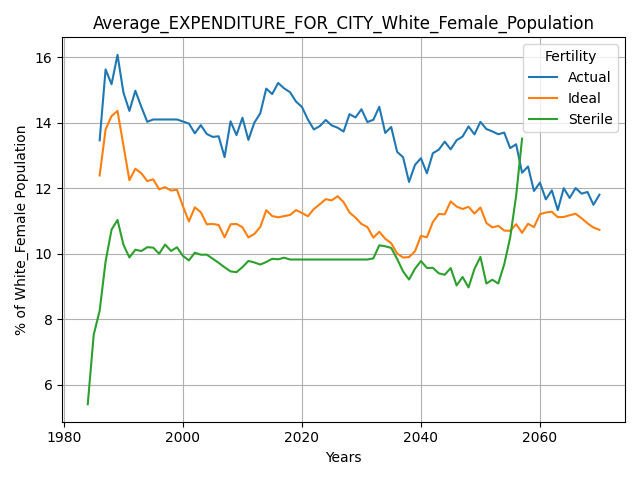 Average_EXPENDITURE_FOR_CITY_White_Female_Population
Fertility
Actual
Ideal
Sterile
% of White_Female Population
16
14
12
10
8
6
1980
2000
2020
2040
2060
Years